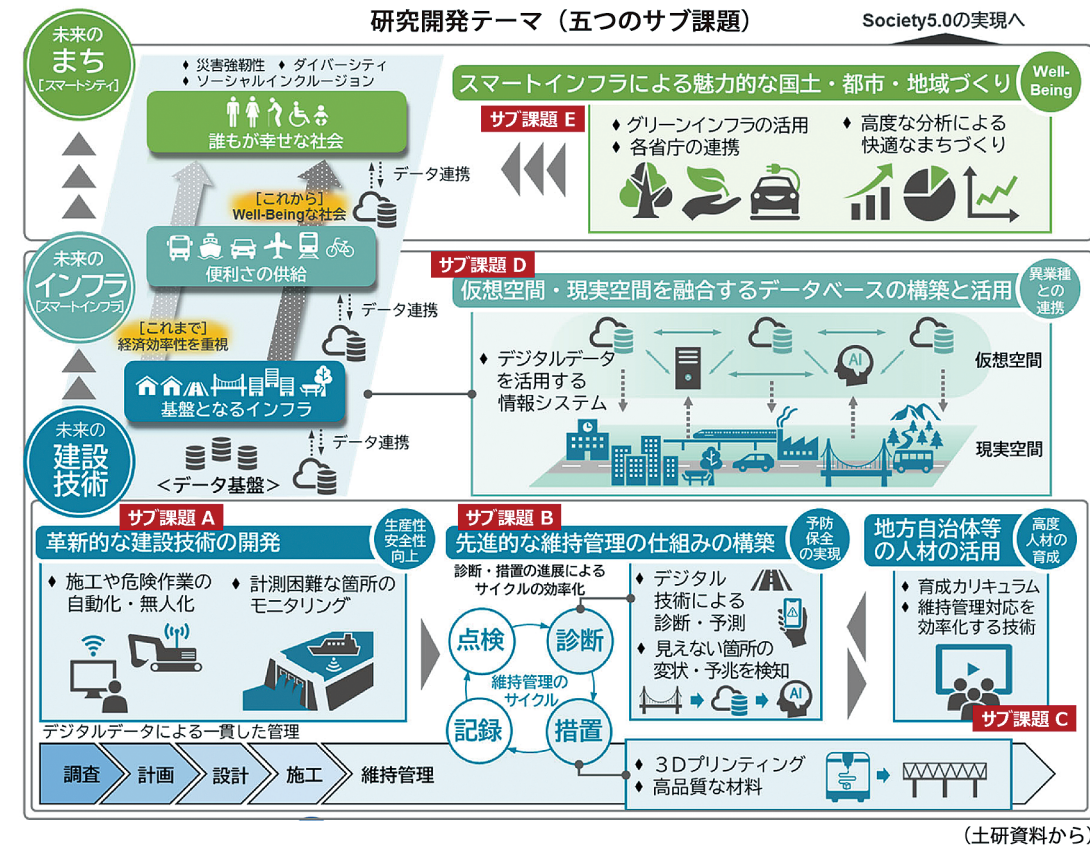 研究開発テーマ（五つのサブ課題）
Society5.0の実現へ
未来の
まち
[スマートシティ]
♦ 災害強靭性 ♦ ダイバーシティ
♦ ソーシャルインクルージョン
誰もが幸せな社会
データ連携
[これから]
Well-Beingな社会
スマートインフラによる魅力的な国土・都市・地域づくり
Well-
Being
サブ課題 E
♦ グリーンインフラの活用
♦ 各省庁の連携
♦ 高度な分析による
快適なまちづくり
未来の
インフラ
[スマートインフラ]
便利さの供給
データ連携
[これまで]
経済効率性を重視
基盤となるインフラ
データ連携
＜データ基盤＞
サブ課題 D
仮想空間・現実空間を融合するデータベースの構築と活用
異業種
との
連携
♦ デジタルデータ
を活用する
情報システム
AI
仮想空間
現実空間
未来の
建設
技術
サブ課題 A
革新的な建設技術の開発
生産性
安全性
向上
♦ 施工や危険作業の
自動化・無人化
♦ 計測困難な箇所の
モニタリング
サブ課題 B
先進的な維持管理の仕組みの構築
予防
保全
の実現
診断・措置の進展による
サイクルの効率化
点検
診断
維持管理の
サイクル
記録
措置
♦ デジタル
技術による
診断・予測
♦ 見えない箇所の
変状・予兆を検知
AI
地方自治体等
の人材の活用
高度
人材の
育成
♦ 育成カリキュラム
♦ 維持管理対応を
効率化する技術
サブ課題 C
デジタルデータによる一貫した管理
調査
計画
設計
施工
維持管理
♦ ３Dプリンティング
♦ 高品質な材料
（土研資料から）